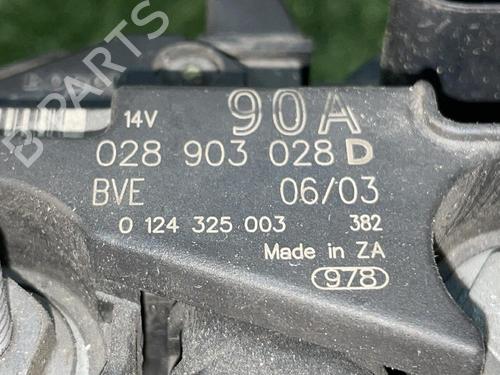 B PARTS
14V 90A
028 903 028 D
BVE 06/03
0 124 325 003 382
Made in ZA
978